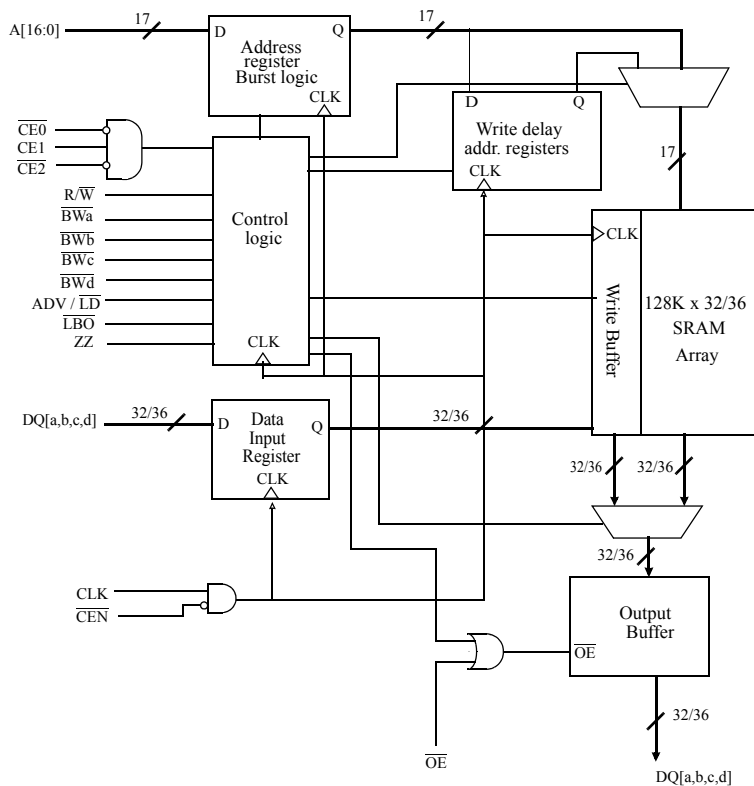 A[16:0]
17
D
Q
Address
register
Burst logic
CLK
17
D
Q
Write delay
addr. registers
CLK
17
CE0
CE1
CE2
R/W
BWa
BWb
BWc
BWd
ADV / LD
LBO
ZZ
Control
logic
CLK
CLK
Write Buffer
128K x 32/36
SRAM
Array
DQ[a,b,c,d]
32/36
D
Q
Data
Input
Register
CLK
32/36
32/36
32/36
32/36
CLK
CEN
Output
Buffer
OE
OE
32/36
DQ[a,b,c,d]